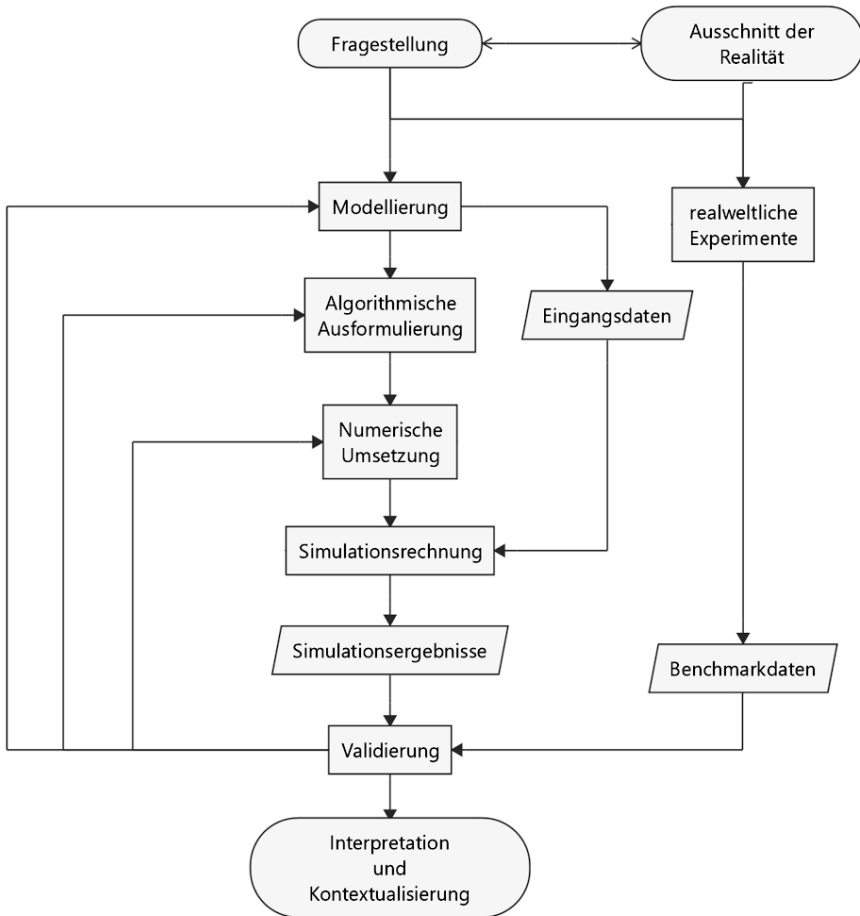 Fragestellung
Ausschnitt der
Realität
Modellierung
realweltliche
Experimente
Algorithmische
Ausformulierung
Eingangsdaten
Numerische
Umsetzung
Simulationsrechnung
Simulationsergebnisse
Benchmarkdaten
Validierung
Interpretation
und
Kontextualisierung